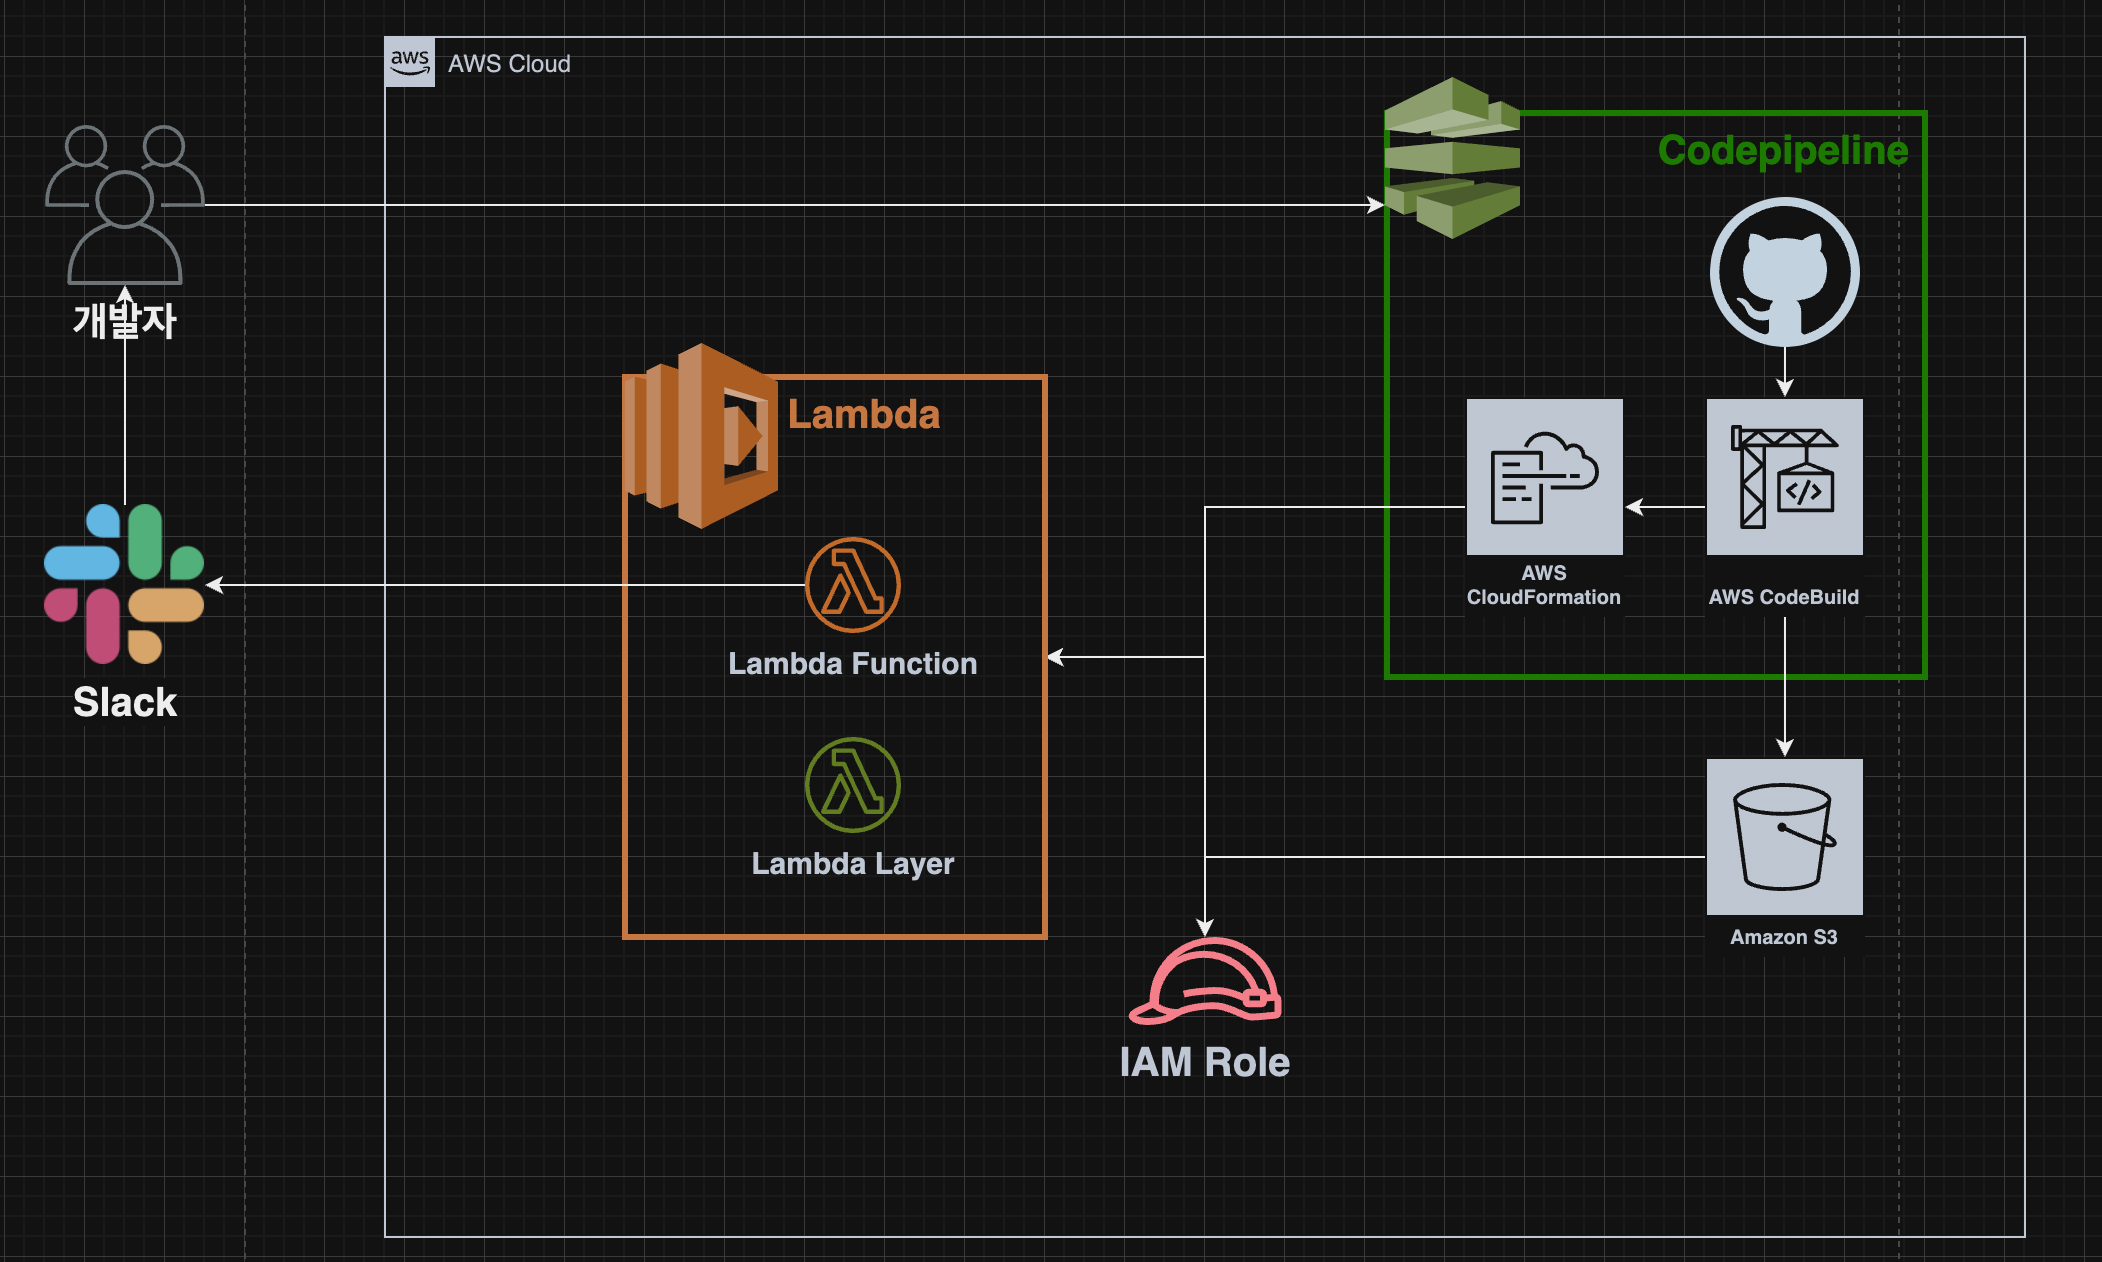 aws
AWS Cloud
Codepipeline
개발자
Lambda
AWS
CloudFormation
AWS CodeBuild
Lambda Function
Slack
Lambda Layer
Amazon S3
IAM Role